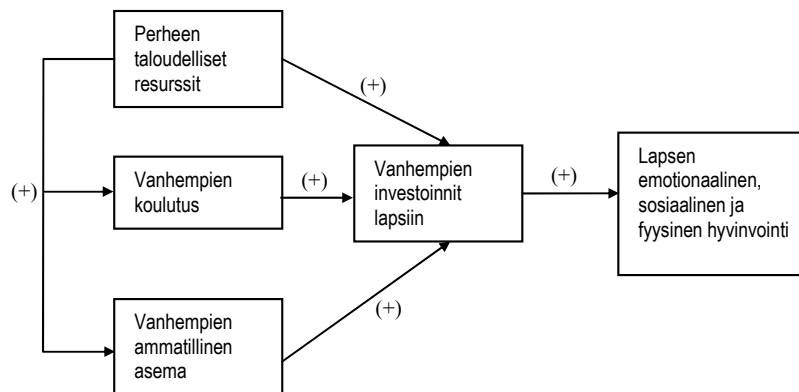 Perheen
taloudelliset
resurssit
(+)
(+)
Vanhempien
koulutus
(+)
Vanhempien
investoinnit
lapsiin
(+)
Lapsen
emotionaalinen,
sosiaalinen ja
fyysinen hyvinvointi
Vanhempien
ammatillinen
asema
(+)